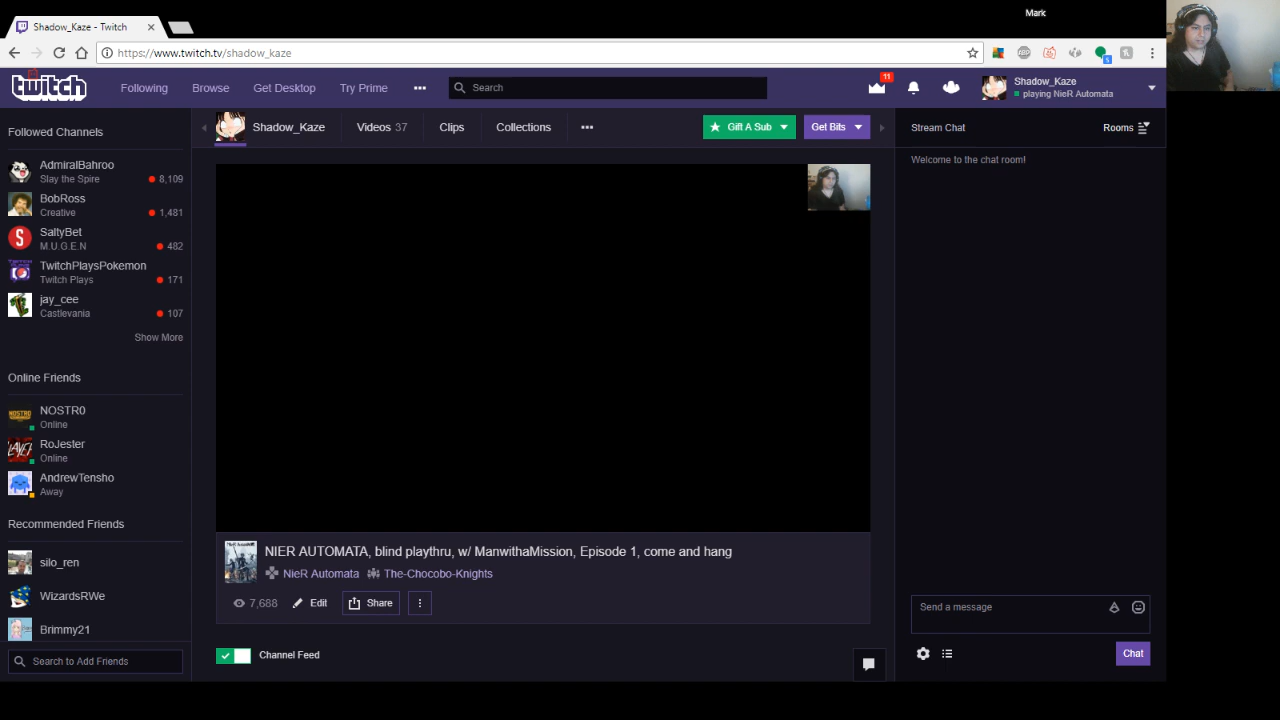 Mark
Shadow_Kaze - Twitch
https://www.twitch.tv/shadow_kaze
twitch
Following
Browse
Get Desktop
Try Prime
Search
11
Shadow_Kaze
playing NieR Automata
Followed Channels
AdmiralBahroo
Slay the Spire
8,109
BobRoss
Creative
1,481
SaltyBet
M.U.G.E.N
482
TwitchPlaysPokemon
Twitch Plays
171
jay_cee
Castlevania
107
Show More
Online Friends
NOSTR0
Online
RoJester
Online
AndrewTensho
Away
Recommended Friends
silo_ren
WizardsRWe
Brimmy21
Search to Add Friends
Shadow_Kaze
Videos 37
Clips
Collections
Gift A Sub
Get Bits
NIER AUTOMATA, blind playthru, w/ ManwithaMission, Episode 1, come and hang
NieR Automata
The-Chocobo-Knights
7,688
Edit
Share
Channel Feed
Stream Chat
Rooms
Welcome to the chat room!
Send a message
Chat